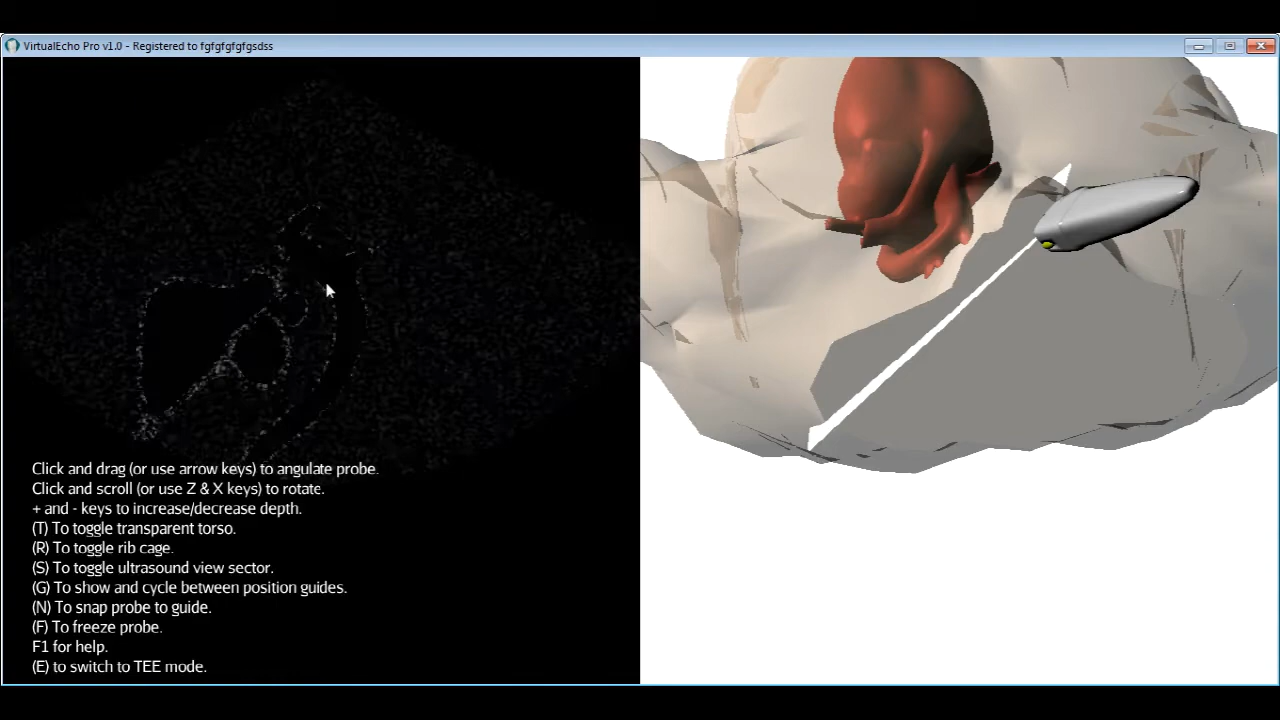 VirtualEcho Pro v1.0 - Registered to fgfgfgfgfgsdss
Click and drag (or use arrow keys) to angulate probe.
Click and scroll (or use Z & X keys) to rotate.
+ and - keys to increase/decrease depth.
(T) To toggle transparent torso.
(R) To toggle rib cage.
(S) To toggle ultrasound view sector.
(G) To show and cycle between position guides.
(N) To snap probe to guide.
(F) To freeze probe.
F1 for help.
(E) to switch to TEE mode.